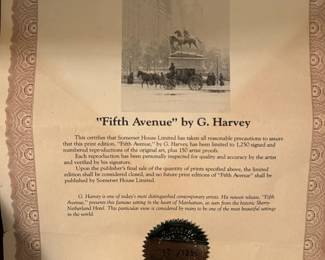 "Fifth Avenue" by G. Harvey
This certifies that Somerset House Limited has taken all reasonable precautions to assure
that this print edition, "Fifth Avenue," by G. Harvey, has been limited to 1,250 signed and
numbered reproductions of the original art, plus 150 artist proofs.
Each reproduction has been personally inspected for quality and accuracy by the artist
and verified by his signature.
Upon the publisher's final sale of the quantity of prints specified above, the limited
edition shall be considered closed, and no future print editions of "Fifth Avenue" shall be
published by Somerset House Limited.
G. Harvey is one of today's most distinguished contemporary artists. His newest release, "Fifth
Avenue," presents this famous setting in the heart of Manhattan, as seen from the historic Sherry-
Netherland Hotel. This particular view is considered by many to be one of the most beautiful settings
in the world.